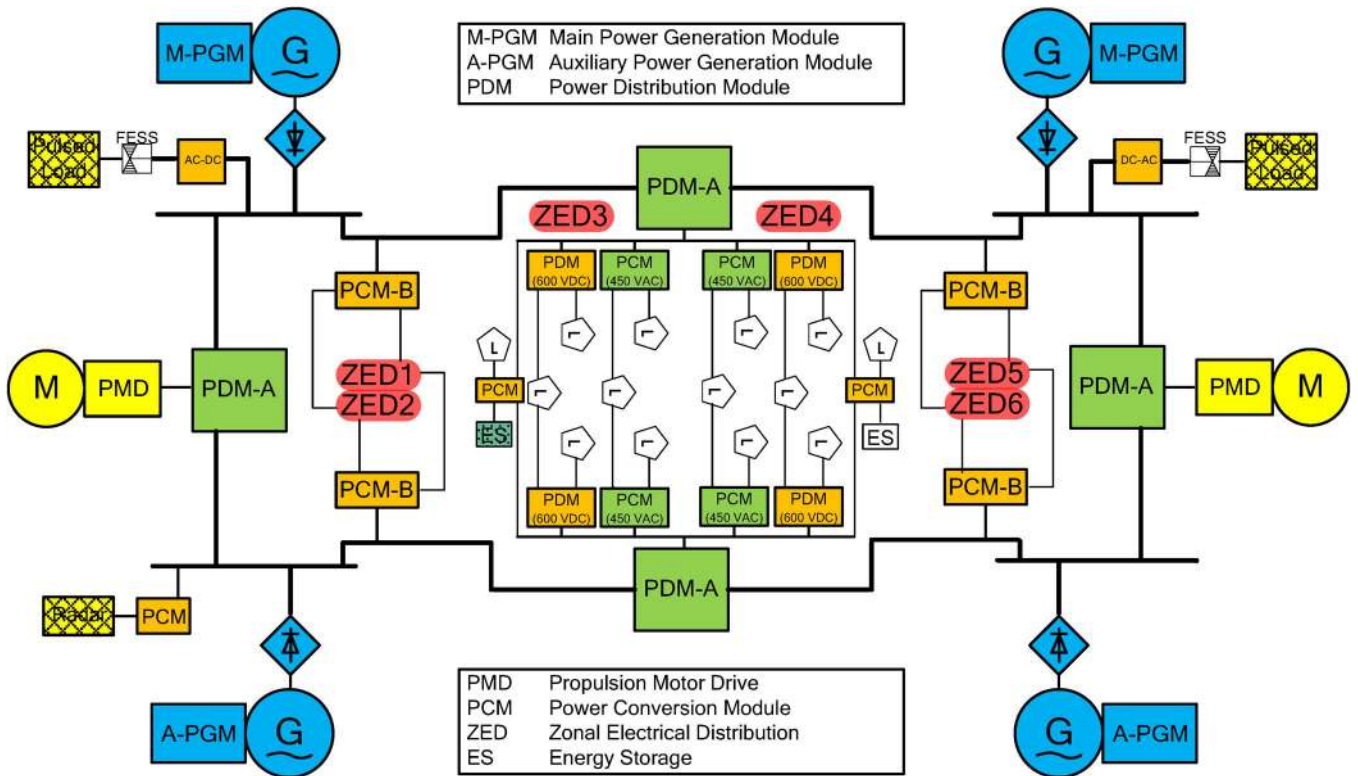 M-PGM
G
M-PGM Main Power Generation Module
A-PGM Auxiliary Power Generation Module
PDM Power Distribution Module
G
M-PGM
Pulsed
Load
FESS
AC-DC
PDM-A
DC-AC
FESS
Pulsed
Load
ZED3
ZED4
PCM-B
PDM
(600 VDC)
PCM
(450 VAC)
PCM
(450 VAC)
PDM
(600 VDC)
PCM-B
L
L
L
L
L
L
M
PMD
PDM-A
ZED1
ZED2
PCM
L
L
L
L
PCM
ZED5
ZED6
PDM-A
PMD
M
ES
L
L
L
L
ES
PCM-B
PDM
(600 VDC)
PCM
(450 VAC)
PCM
(450 VAC)
PDM
(600 VDC)
PCM-B
PDM-A
Radar
PCM
A-PGM
G
PMD Propulsion Motor Drive
PCM Power Conversion Module
ZED Zonal Electrical Distribution
ES Energy Storage
G
A-PGM